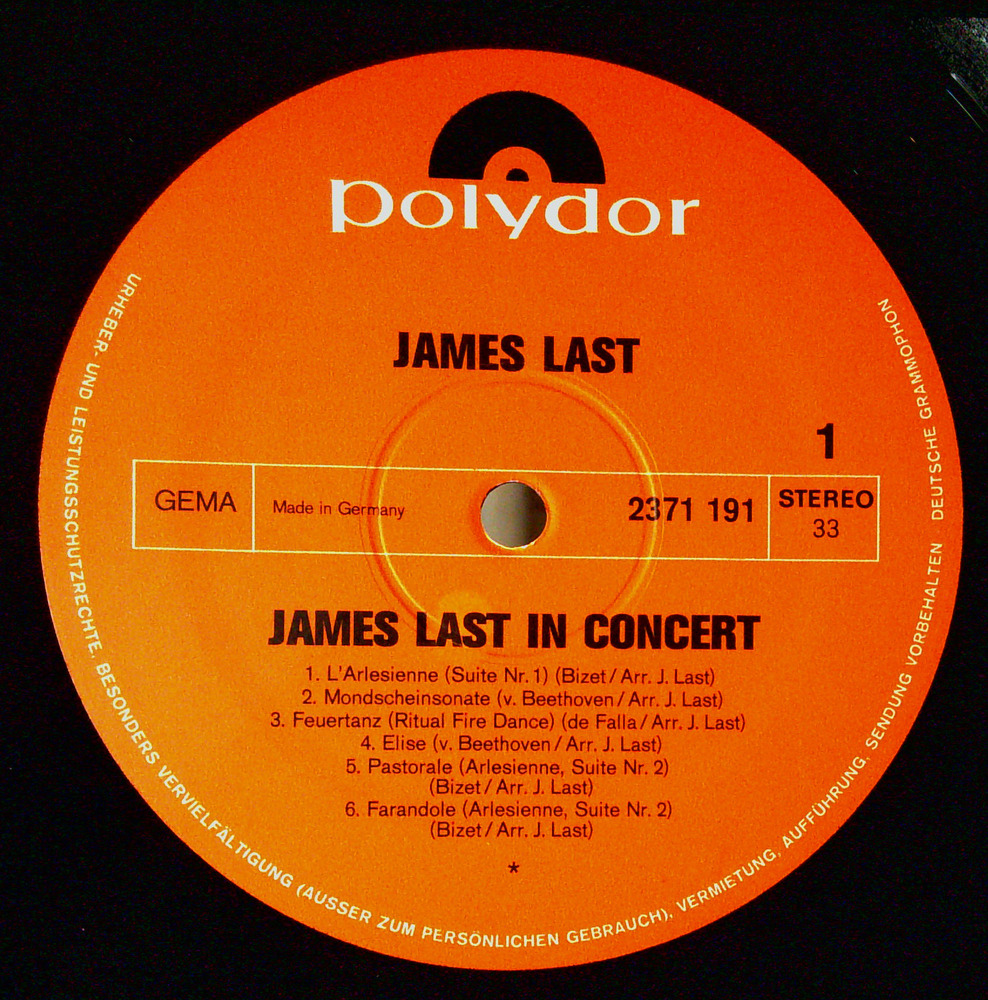 polydor
JAMES LAST
1
GEMA
Made in Germany
2371 191
STEREO
33
JAMES LAST IN CONCERT
1. L'Arlesienne (Suite Nr. 1) (Bizet/Arr. J. Last)
2. Mondscheinsonate (v. Beethoven/Arr. J. Last)
3. Feuertanz (Ritual Fire Dance) (de Falla/Arr. J. Last)
4. Elise (v. Beethoven/Arr. J. Last)
5. Pastorale (Arlesienne, Suite Nr. 2)
(Bizet/Arr. J. Last)
6. Farandole (Arlesienne, Suite Nr. 2)
(Bizet/Arr. J. Last)
*
URHEBER- UND LEISTUNGSSCHUTZRECHTE, BESONDERS VERVIELFÄLTIGUNG (AUSSER ZUM PERSÖNLICHEN GEBRAUCH), VERMIETUNG, AUFFÜHRUNG, SENDUNG VORBEHALTEN DEUTSCHE GRAMMOPHON